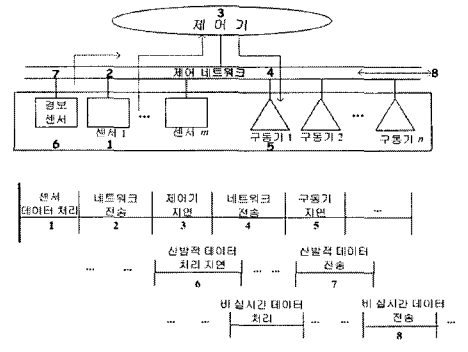 3
제 어 기
7 2 제어 네트워크 4 8
경보
센서
센서 1 ... 센서 m 구동기 1 구동기 2 ... 구동기 n
6 1 5
센서
데이터 처리
1
네트워크
전송
2
제어기
지연
3
네트워크
전송
4
구동기
지연
5
...
... ...
산발적 데이터
처리 지연
6
... ...
산발적 데이터
전송
7
... ...
비 실시간 데이터
처리
... ...
비 실시간 데이터
전송
8